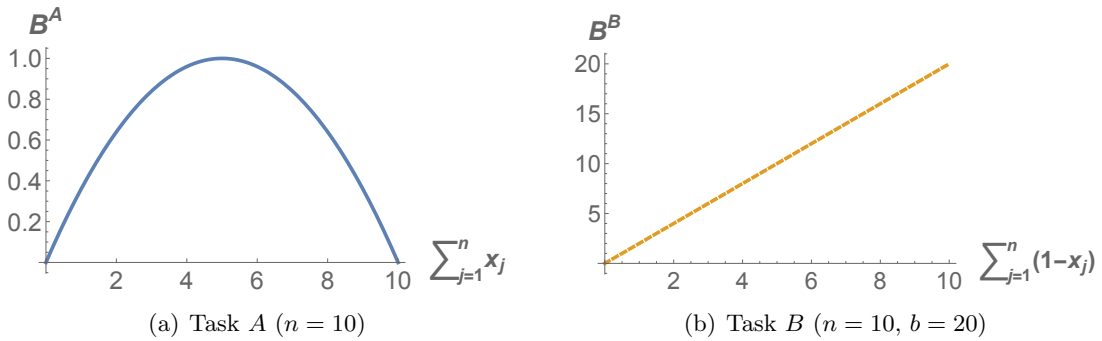 B^A
1.0
0.8
0.6
0.4
0.2
2 4 6 8 10
∑_{j=1}^{n} x_j
(a) Task A (n = 10)
B^B
20
15
10
5
0 2 4 6 8 10
∑_{j=1}^{n} (1−x_j)
(b) Task B (n = 10, b = 20)